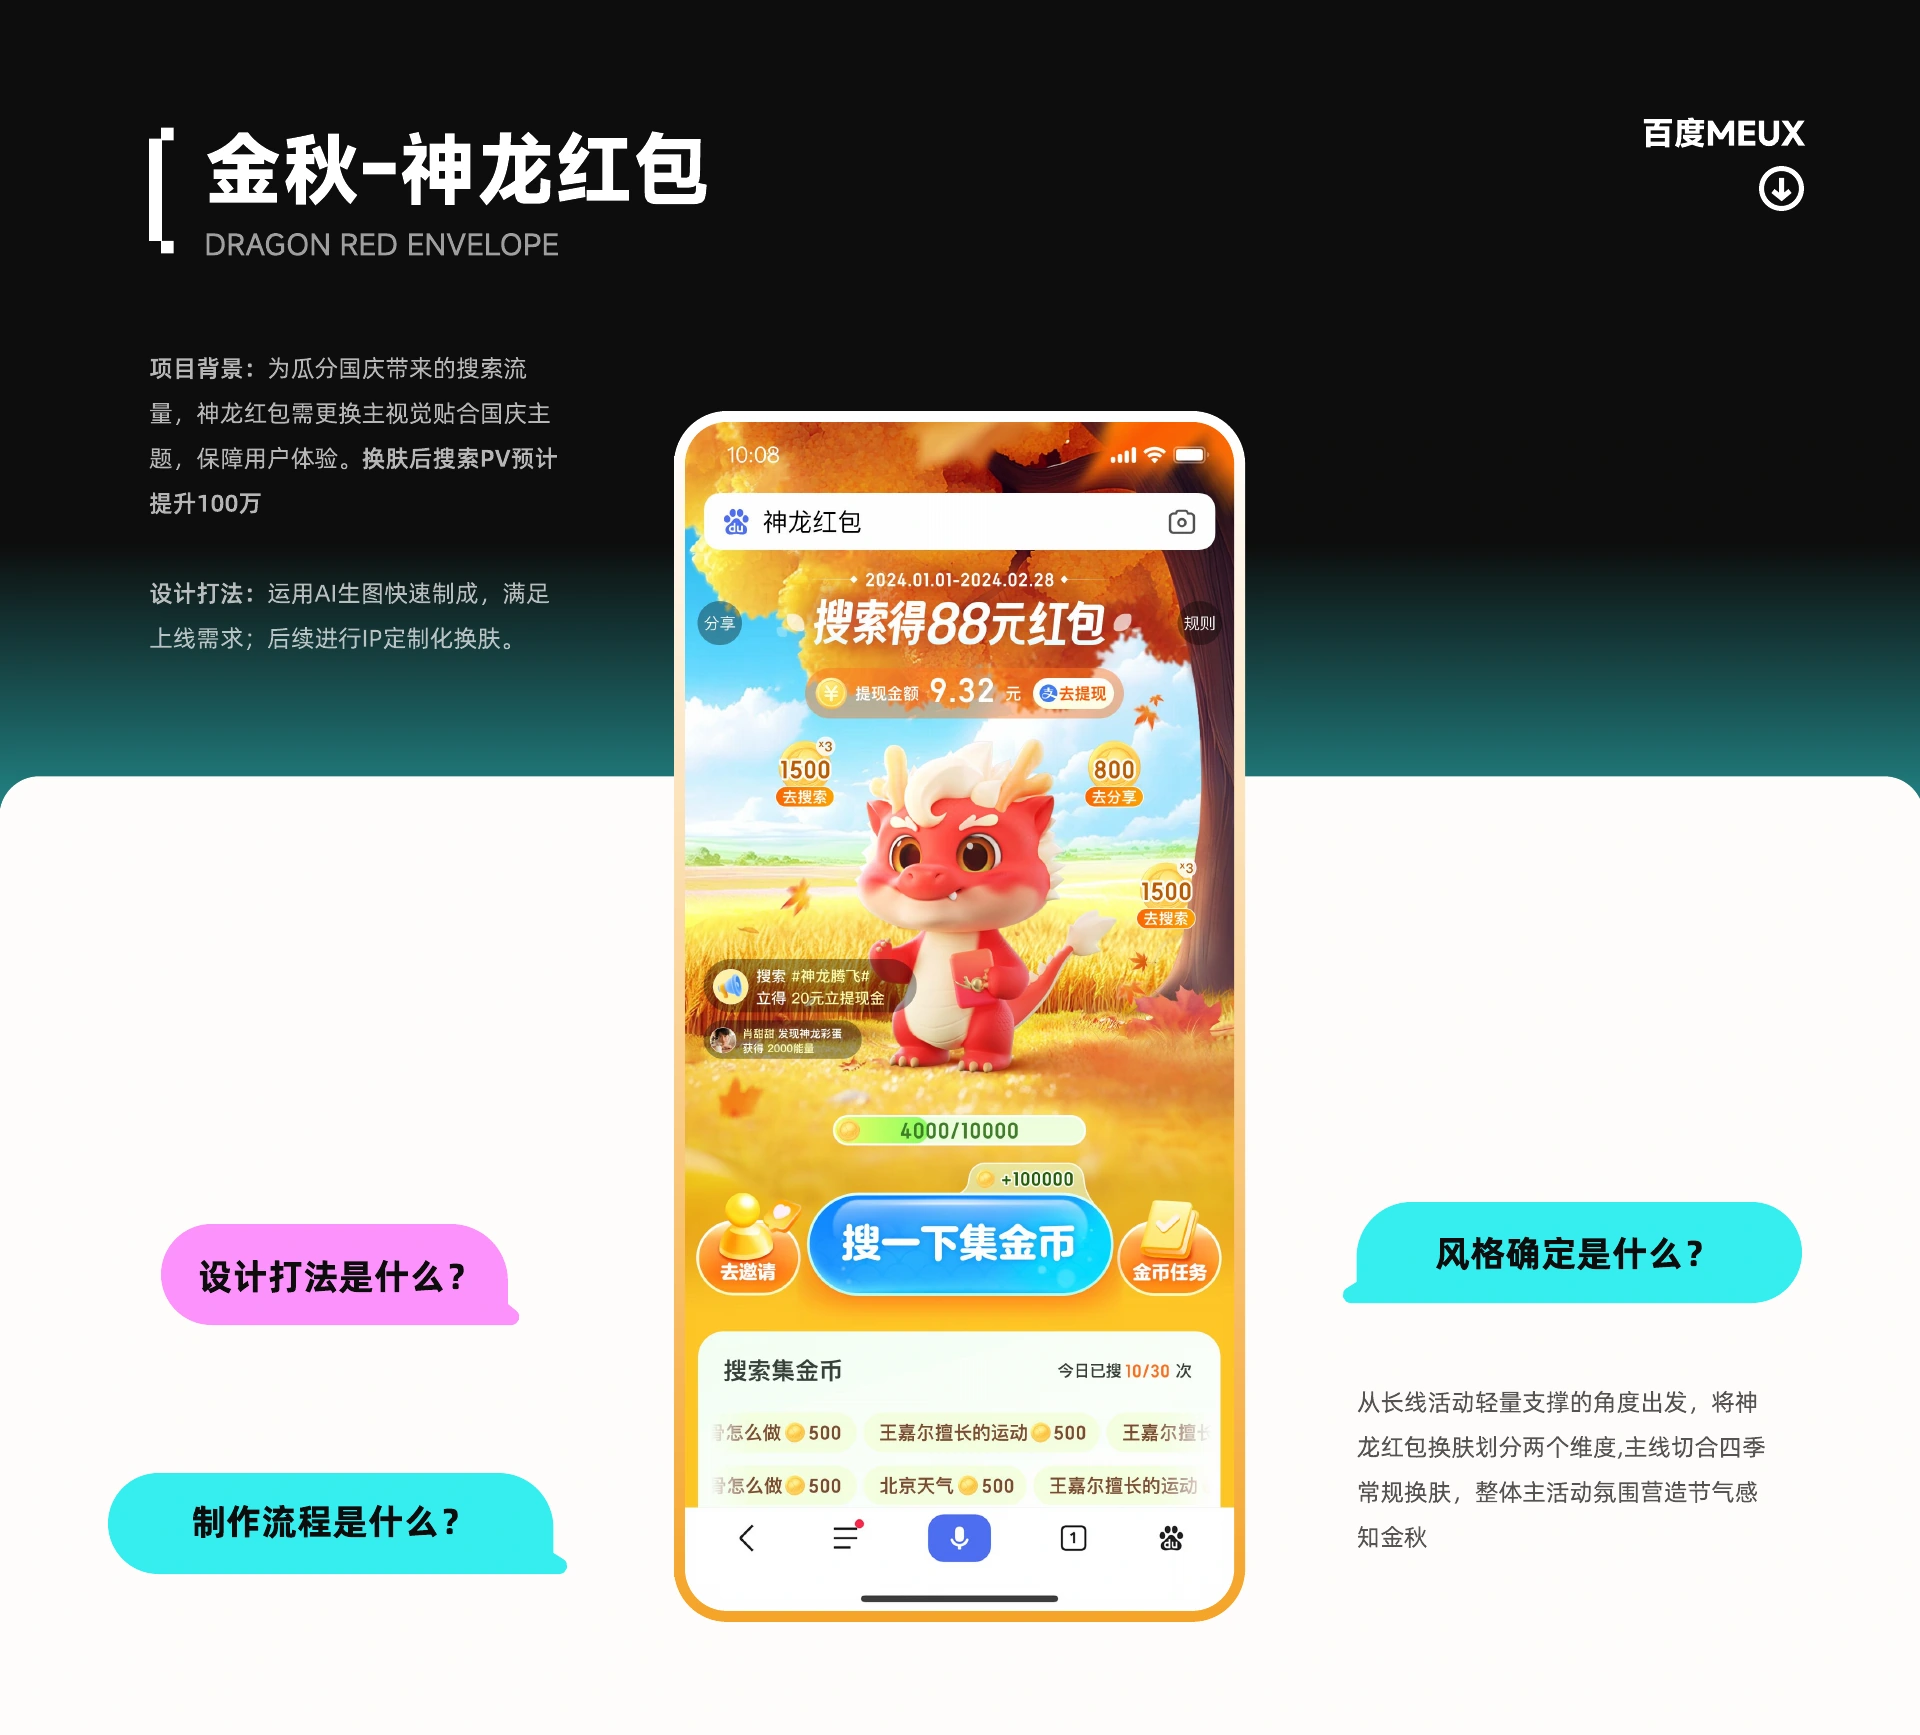 金秋-神龙红包
DRAGON RED ENVELOPE
百度MEUX
项目背景：为瓜分国庆带来的搜索流
量，神龙红包需更换主视觉贴合国庆主
题，保障用户体验。换肤后搜索PV预计
提升100万
设计打法：运用AI生图快速制成，满足
上线需求；后续进行IP定制化换肤。
10:08
du 神龙红包
2024.01.01-2024.02.28
分享
搜索得88元红包
规则
提现金额 9.32 元 支 去提现
x3
1500
去搜索
800
去分享
x3
1500
去搜索
搜索 #神龙腾飞#
立得 20元立提现金
肖甜甜 发现神龙彩蛋
获得 2000能量
4000/10000
+100000
去邀请
搜一下集金币
金币任务
搜索集金币
今日已搜 10/30 次
骨怎么做 500
王嘉尔擅长的运动 500
王嘉尔擅长
骨怎么做 500
北京天气 500
王嘉尔擅长的运动
1
du
设计打法是什么？
制作流程是什么？
风格确定是什么？
从长线活动轻量支撑的角度出发，将神
龙红包换肤划分两个维度,主线切合四季
常规换肤，整体主活动氛围营造节气感
知金秋